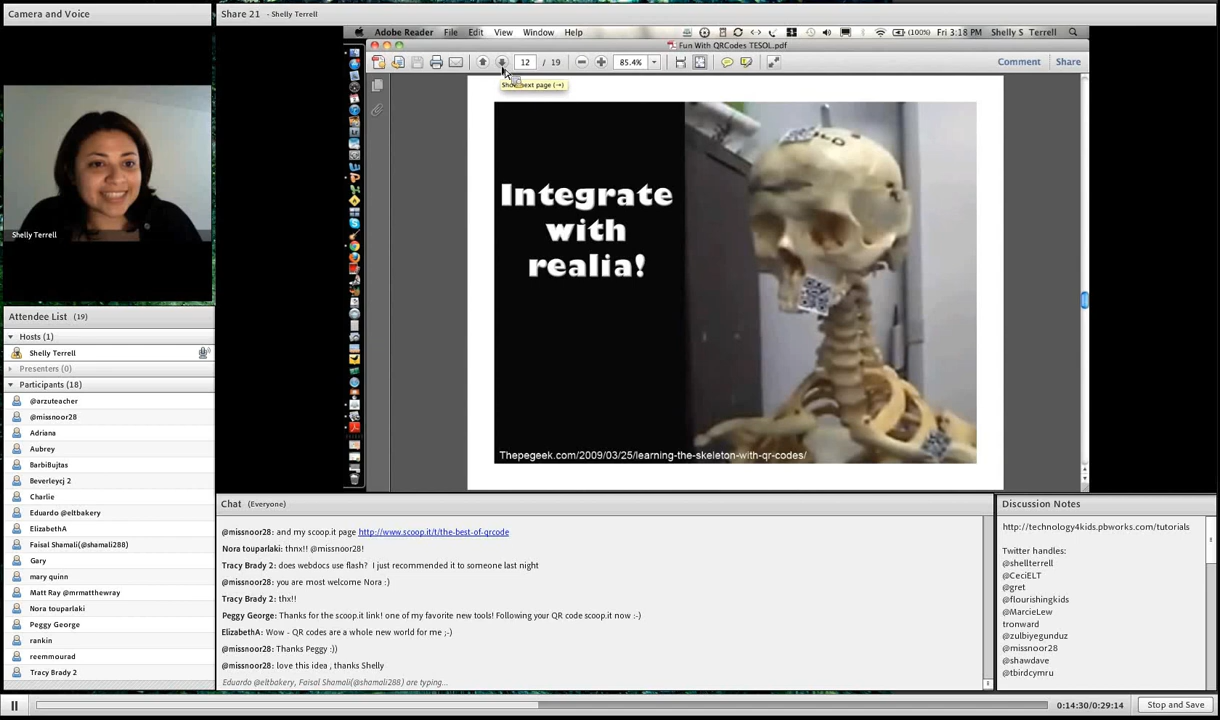 Camera and Voice
Share 21 - Shelly Terrell
Adobe Reader File Edit View Window Help
(100%) Fri 3:18 PM Shelly S Terrell
Fun With QRCodes TESOL.pdf
12 / 19 85.4% Comment Share
next page (→)
Integrate
with
realia!
Thepegeek.com/2009/03/25/learning-the-skeleton-with-qr-codes/
Shelly Terrell
Attendee List (19)
Hosts (1)
Shelly Terrell
Presenters (0)
Participants (18)
@arzuteacher
@missnoor28
Adriana
Aubrey
BarbiBujtas
Beverleycj 2
Charlie
Eduardo @eltbakery
ElizabethA
Faisal Shamali(@shamali288)
Gary
mary quinn
Matt Ray @mrmatthewray
Nora touparlaki
Peggy George
rankin
reemmourad
Tracy Brady 2
Chat (Everyone)
@missnoor28: and my scoop.it page http://www.scoop.it/t/the-best-of-qrcode
Nora touparlaki: thnx!! @missnoor28!
Tracy Brady 2: does webdocs use flash? I just recommended it to someone last night
@missnoor28: you are most welcome Nora :)
Tracy Brady 2: thx!!
Peggy George: Thanks for the scoop.it link! one of my favorite new tools! Following your QR code scoop.it now :-)
ElizabethA: Wow - QR codes are a whole new world for me ;-)
@missnoor28: Thanks Peggy :))
@missnoor28: love this idea , thanks Shelly
Eduardo @eltbakery, Faisal Shamali(@shamali288) are typing...
Discussion Notes
http://technology4kids.pbworks.com/tutorials
Twitter handles:
@shellterrell
@CeciELT
@gret
@flourishingkids
@MarcieLew
tronward
@zulbiyegunduz
@missnoor28
@shawdave
@tbirdcymru
0:14:30/0:29:14 Stop and Save